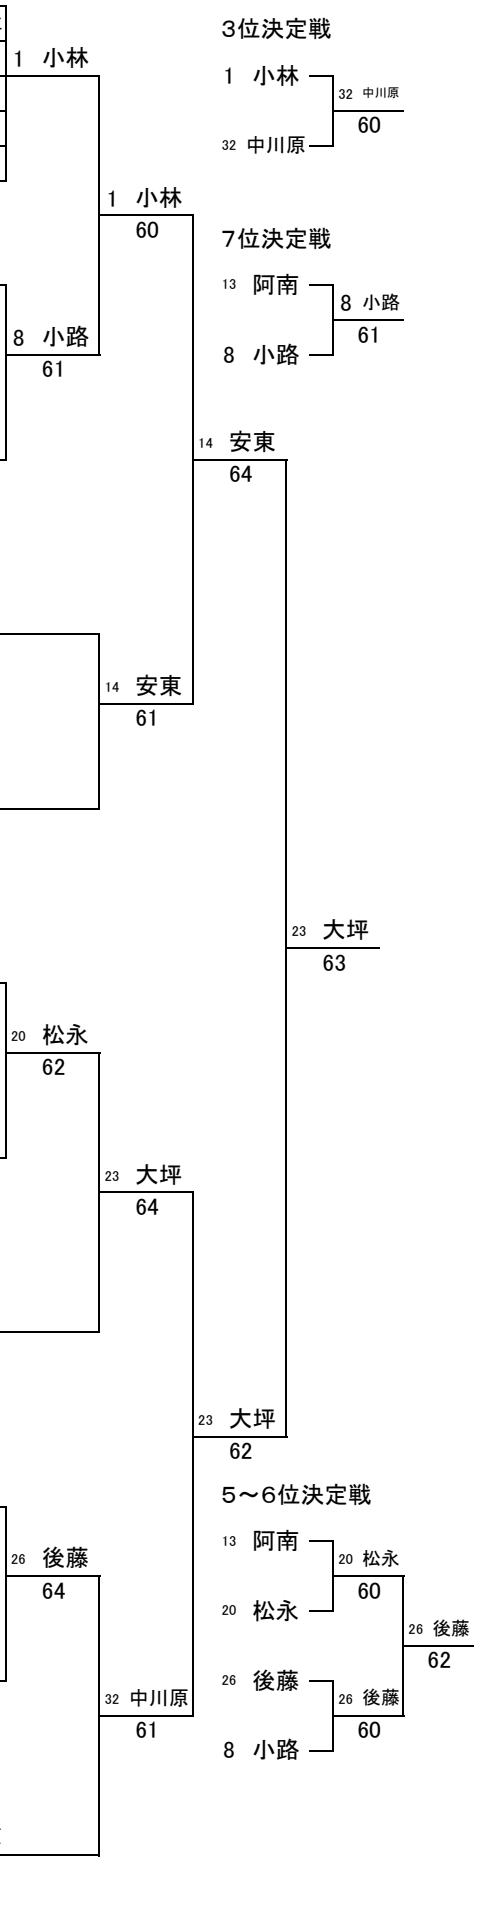 3位決定戦
1 小林
1 小林
32 中川原
60
32 中川原
1 小林
60
7位決定戦
13 阿南
8 小路
61
8 小路
8 小路
61
14 安東
64
14 安東
61
23 大坪
63
20 松永
62
23 大坪
64
23 大坪
62
5～6位決定戦
13 阿南
20 松永
60
20 松永
26 後藤
64
26 後藤
62
26 後藤
26 後藤
60
8 小路
32 中川原
61